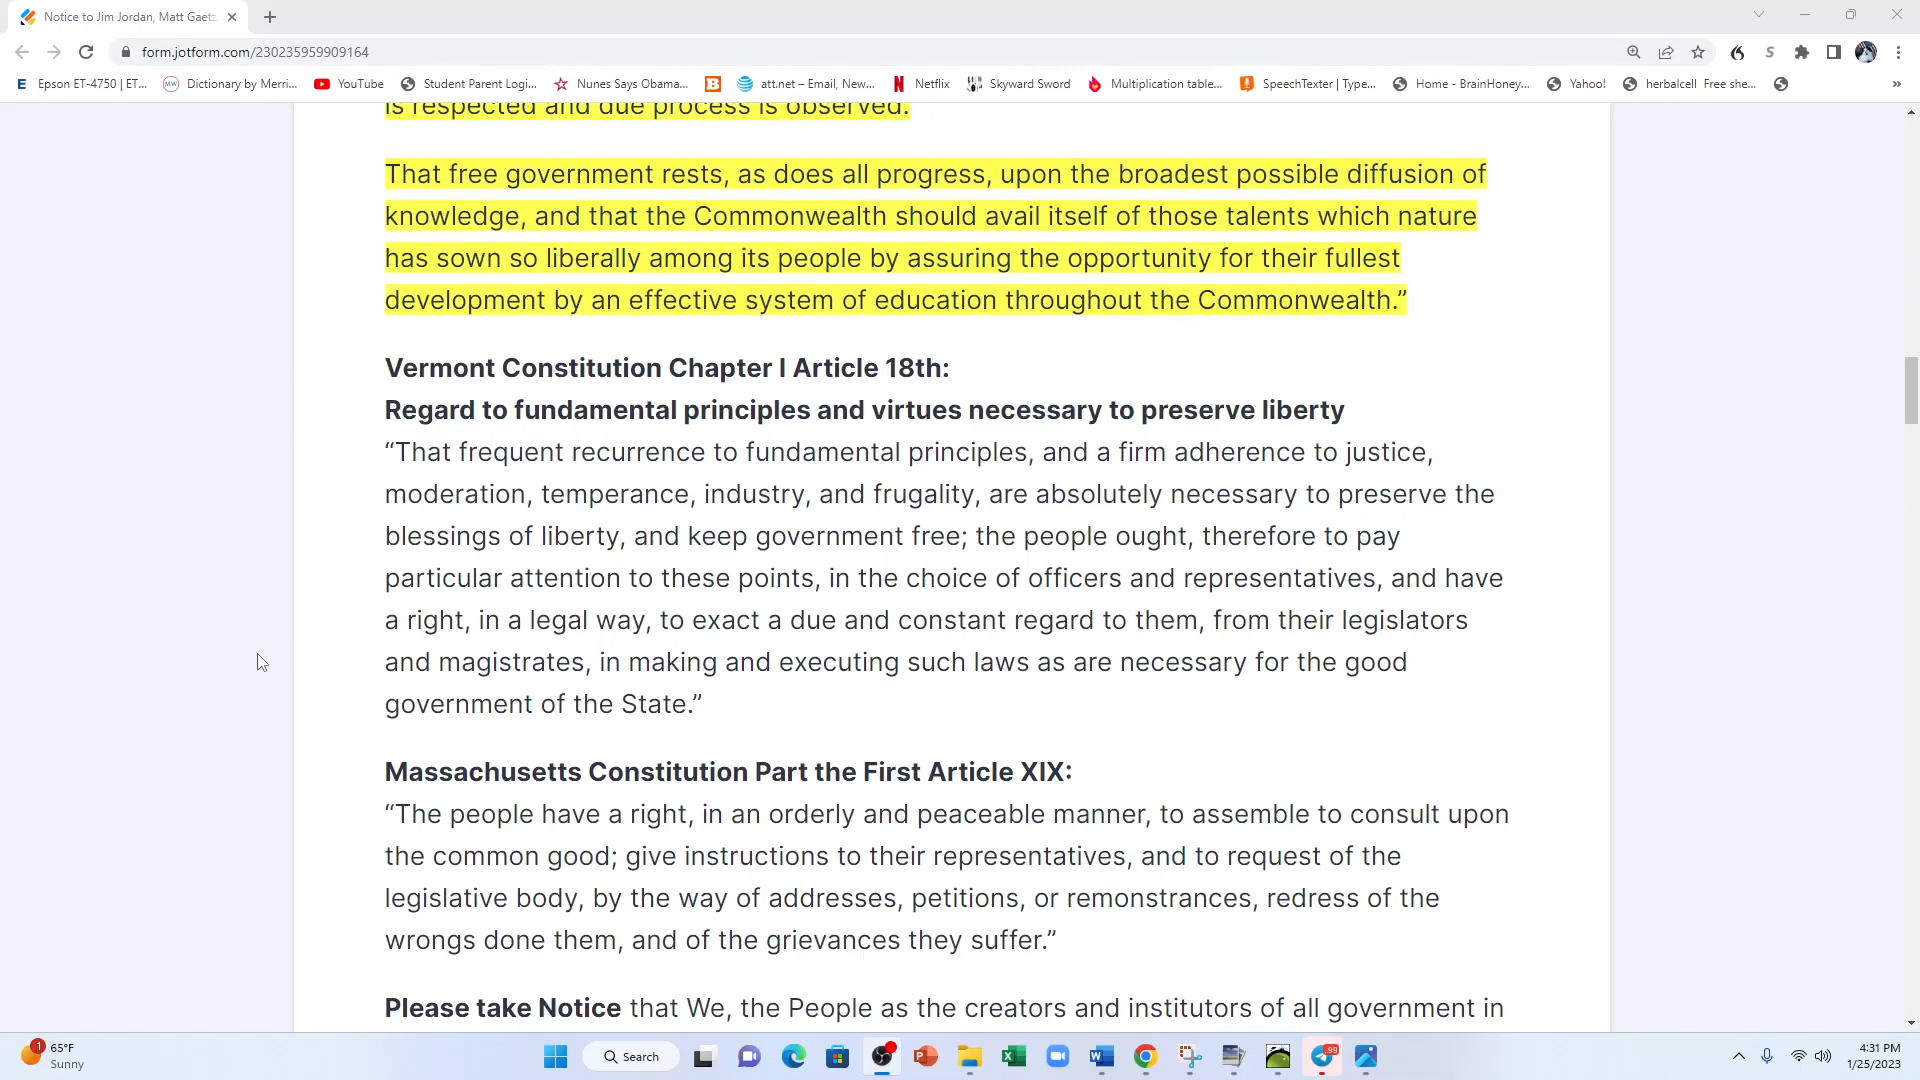 Notice to Jim Jordan, Matt Gaetz
form.jotform.com/230235959909164
Epson ET-4750 | ET...
Dictionary by Merri...
YouTube
Student Parent Logi...
Nunes Says Obama...
att.net – Email, New...
Netflix
Skyward Sword
Multiplication table...
SpeechTexter | Type...
Home - BrainHoney...
Yahoo!
herbalcell Free she...
»
is respected and due process is observed.
That free government rests, as does all progress, upon the broadest possible diffusion of
knowledge, and that the Commonwealth should avail itself of those talents which nature
has sown so liberally among its people by assuring the opportunity for their fullest
development by an effective system of education throughout the Commonwealth.”
Vermont Constitution Chapter I Article 18th:
Regard to fundamental principles and virtues necessary to preserve liberty
“That frequent recurrence to fundamental principles, and a firm adherence to justice,
moderation, temperance, industry, and frugality, are absolutely necessary to preserve the
blessings of liberty, and keep government free; the people ought, therefore to pay
particular attention to these points, in the choice of officers and representatives, and have
a right, in a legal way, to exact a due and constant regard to them, from their legislators
and magistrates, in making and executing such laws as are necessary for the good
government of the State.”
Massachusetts Constitution Part the First Article XIX:
“The people have a right, in an orderly and peaceable manner, to assemble to consult upon
the common good; give instructions to their representatives, and to request of the
legislative body, by the way of addresses, petitions, or remonstrances, redress of the
wrongs done them, and of the grievances they suffer.”
Please take Notice that We, the People as the creators and institutors of all government in
1
65°F
Sunny
Search
99
4:31 PM
1/25/2023